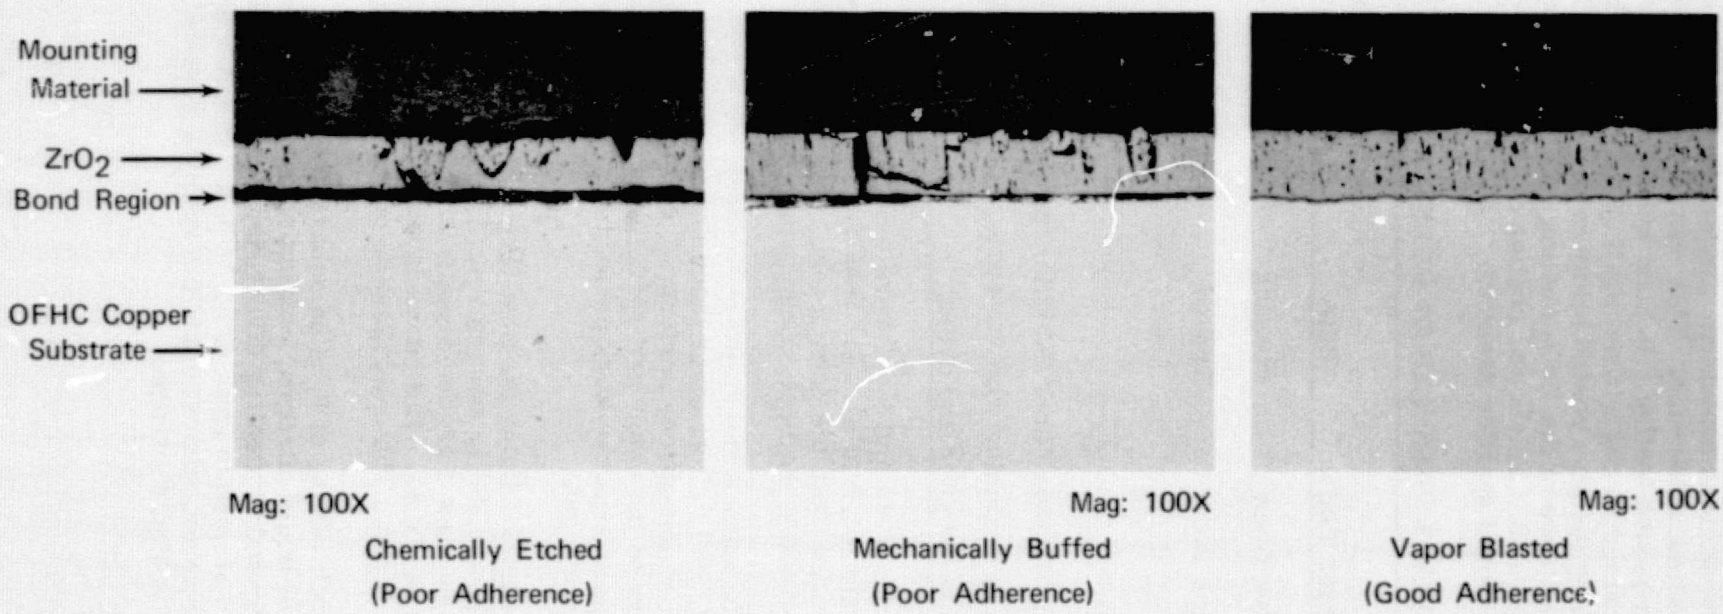 Mounting
Material
ZrO2
Bond Region
OFHC Copper
Substrate
Mag: 100X
Mag: 100X
Mag: 100X
Chemically Etched
(Poor Adherence)
Mechanically Buffed
(Poor Adherence)
Vapor Blasted
(Good Adherence)